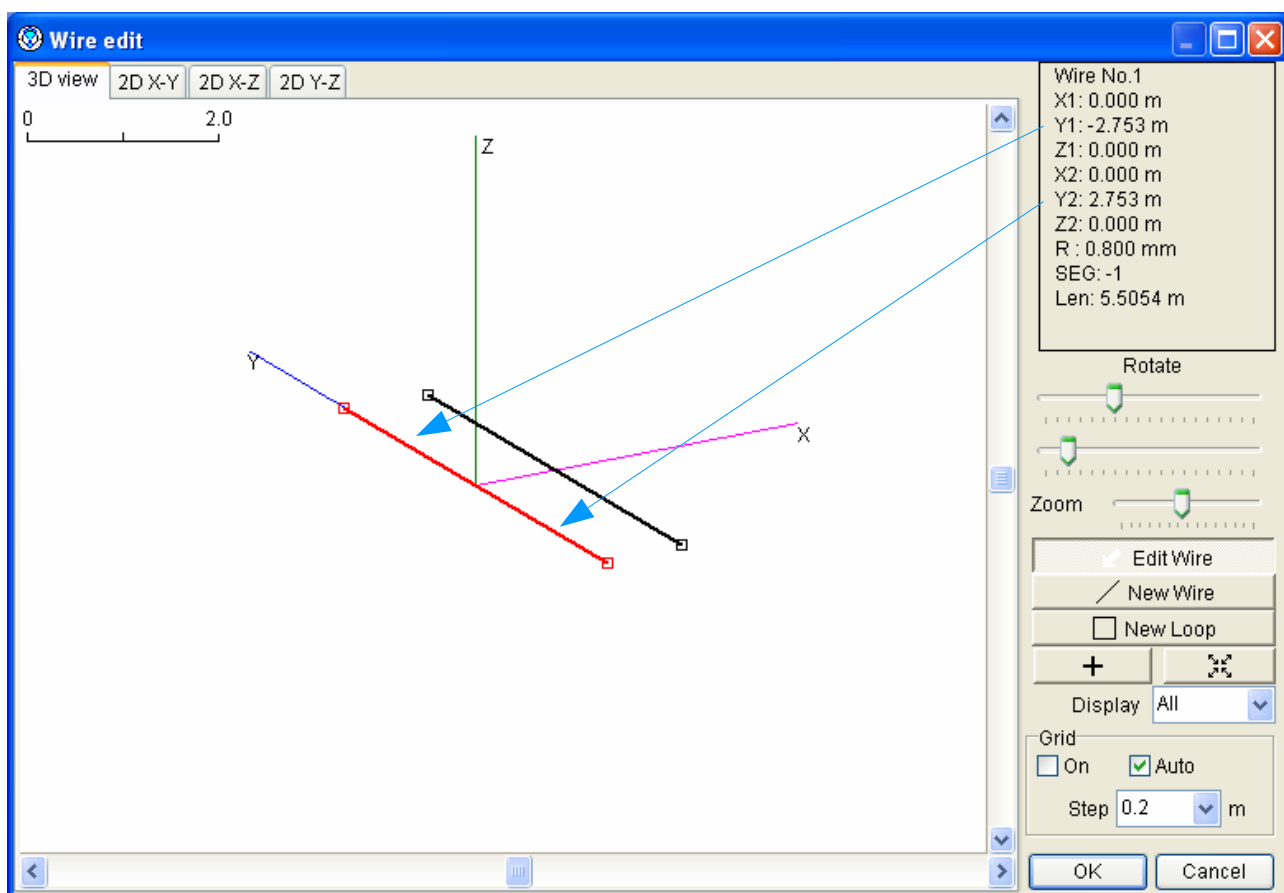 Wire edit
3D view 2D X-Y 2D X-Z 2D Y-Z
0 2.0
Z
Y
X
Wire No.1
X1: 0.000 m
Y1: -2.753 m
Z1: 0.000 m
X2: 0.000 m
Y2: 2.753 m
Z2: 0.000 m
R : 0.800 mm
SEG: -1
Len: 5.5054 m
Rotate
Zoom
Edit Wire
New Wire
New Loop
Display All
Grid
On Auto
Step 0.2 m
OK Cancel